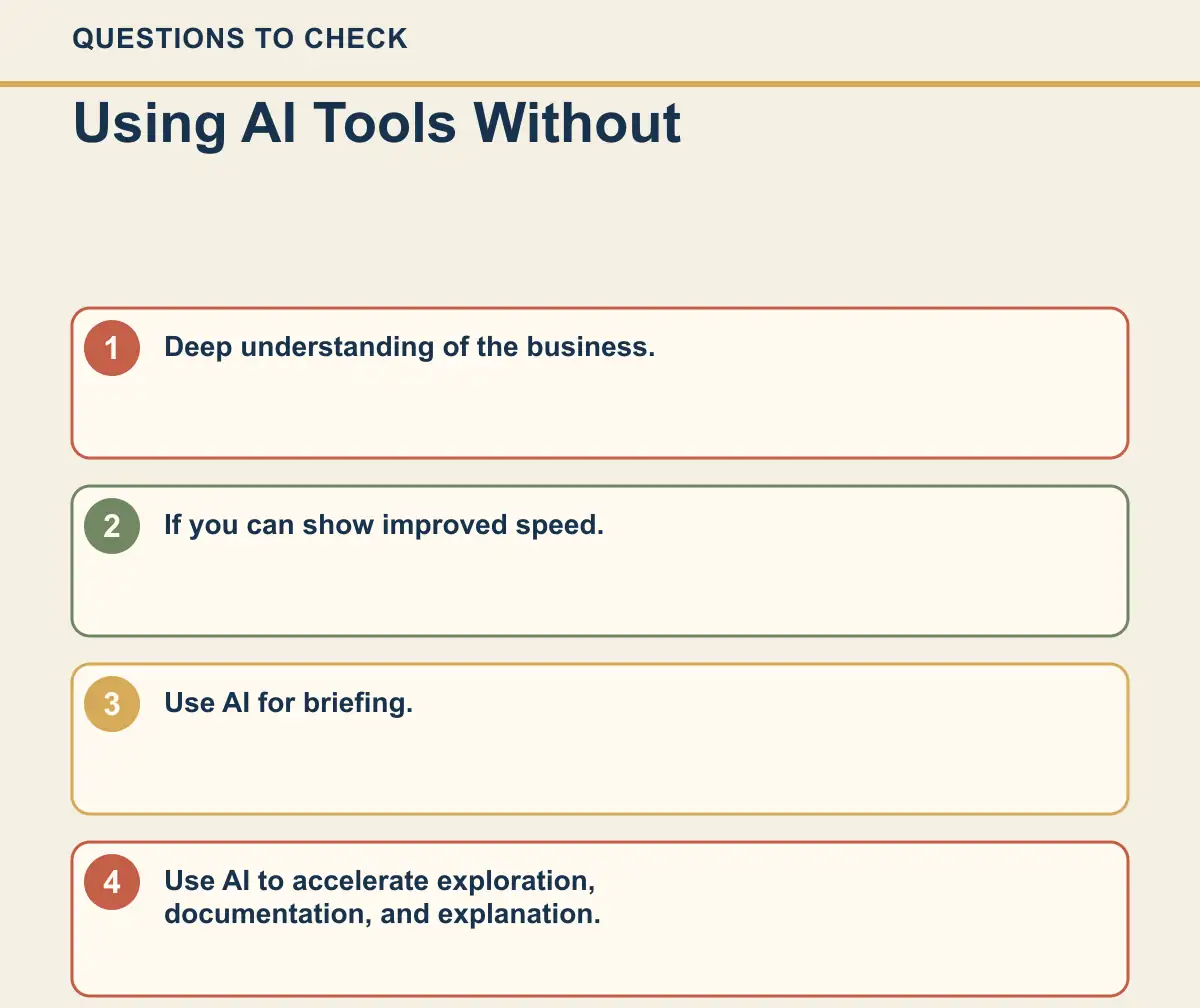 QUESTIONS TO CHECK
Using AI Tools Without
1
Deep understanding of the business.
2
If you can show improved speed.
3
Use AI for briefing.
4
Use AI to accelerate exploration,
documentation, and explanation.